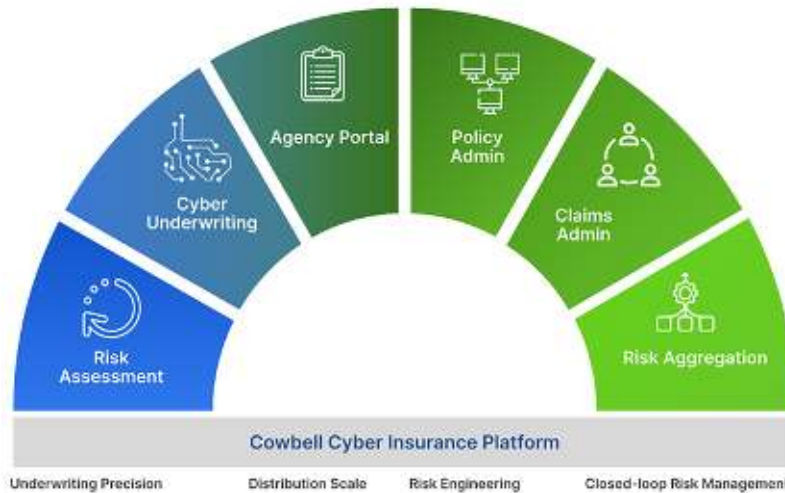 Agency Portal
Policy
Admin
Cyber
Underwriting
Claims
Admin
Risk
Assessment
Risk Aggregation
Cowbell Cyber Insurance Platform
Underwriting Precision
Distribution Scale
Risk Engineering
Closed-loop Risk Management